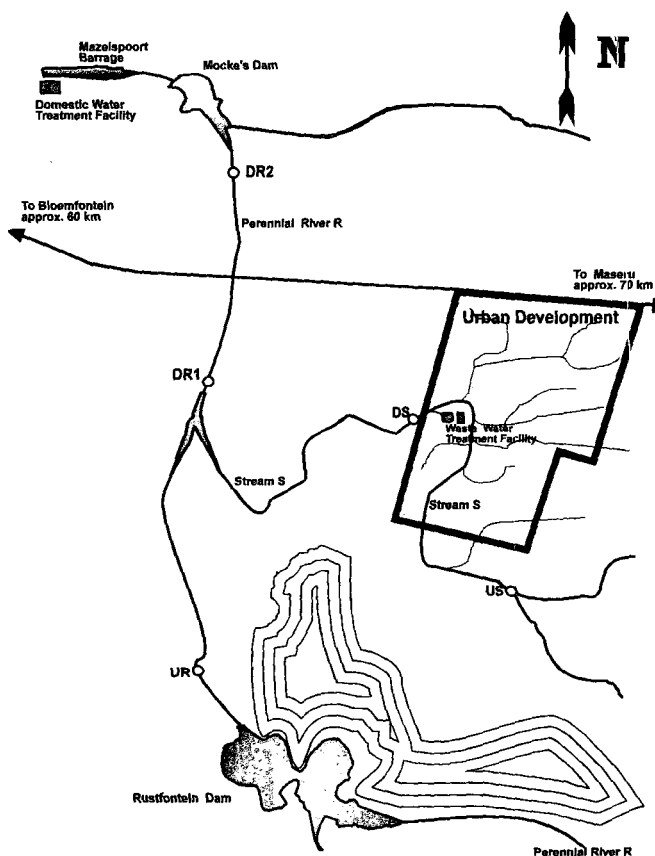 Mazelspoort
Barrage
Mocke's Dam
N
Domestic Water
Treatment Facility
DR2
To Bloemfontein
approx. 60 km
Perennial River R
To Maseru
approx. 70 km
Urban Development
DR1
DS
Waste Water
Treatment Facility
Stream S
Stream S
US
UR
Rustfontein Dam
Perennial River R